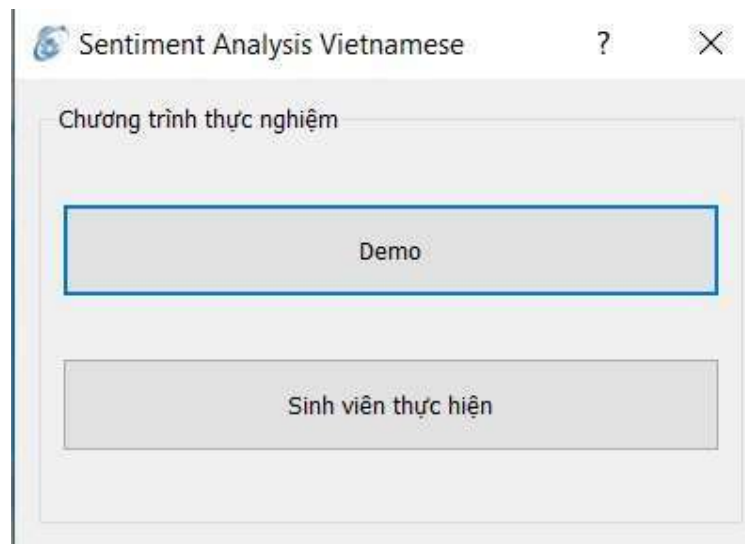 Sentiment Analysis Vietnamese
Chương trình thực nghiệm
Demo
Sinh viên thực hiện